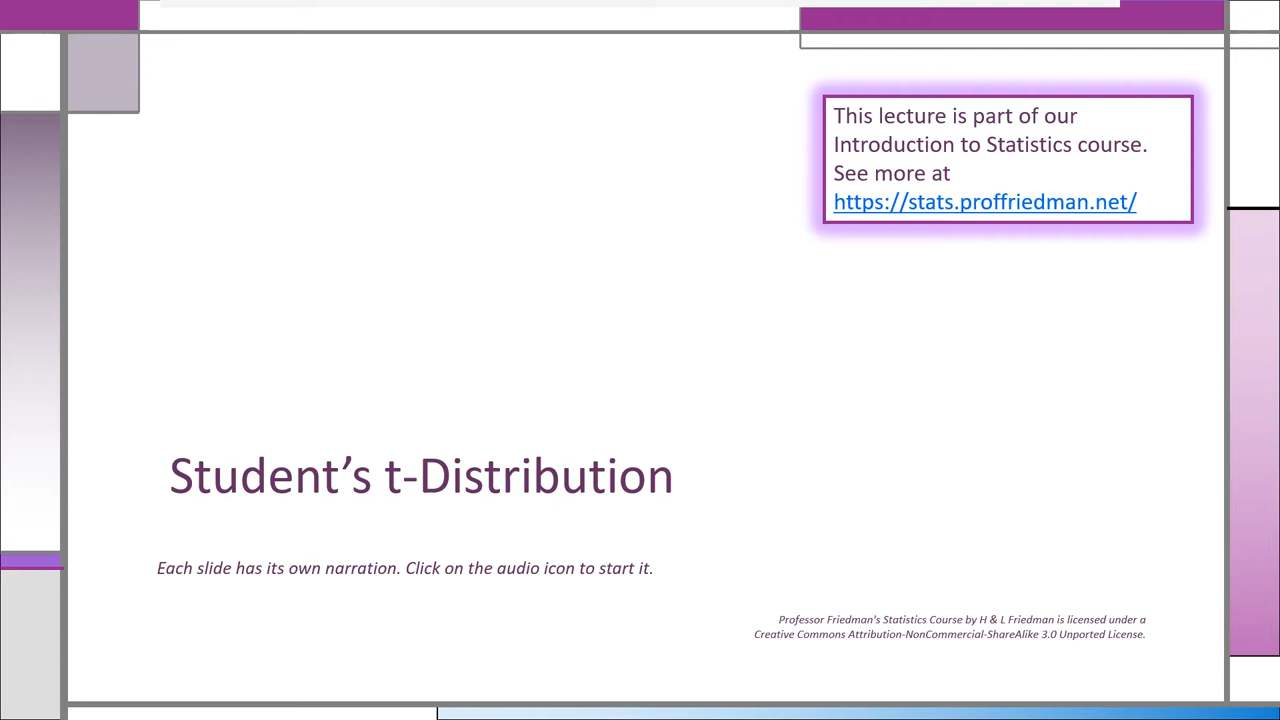 This lecture is part of our
Introduction to Statistics course.
See more at
https://stats.proffriedman.net/
Student’s t-Distribution
Each slide has its own narration. Click on the audio icon to start it.
Professor Friedman's Statistics Course by H & L Friedman is licensed under a
Creative Commons Attribution-NonCommercial-ShareAlike 3.0 Unported License.